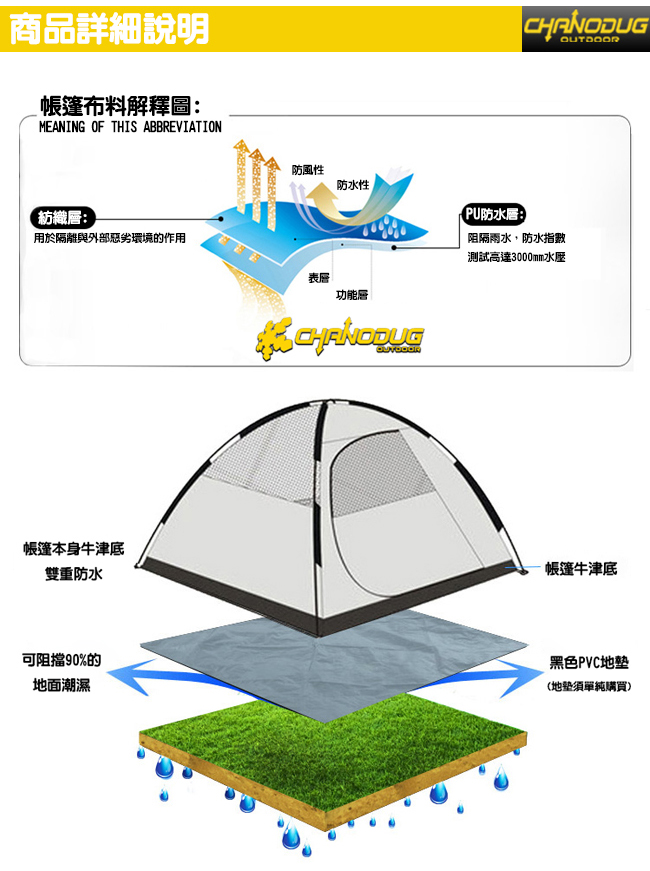 商品詳細說明
CHANODUG
OUTDOOR
帳篷布料解釋圖:
MEANING OF THIS ABBREVIATION
防風性
防水性
紡織層:
用於隔離與外部惡劣環境的作用
PU防水層:
阻隔雨水，防水指數
測試高達3000mm水壓
表層
功能層
CHANODUG
OUTDOOR
帳篷本身牛津底
雙重防水
帳篷牛津底
可阻擋90%的
地面潮濕
黑色PVC地墊
(地墊須單純購買)